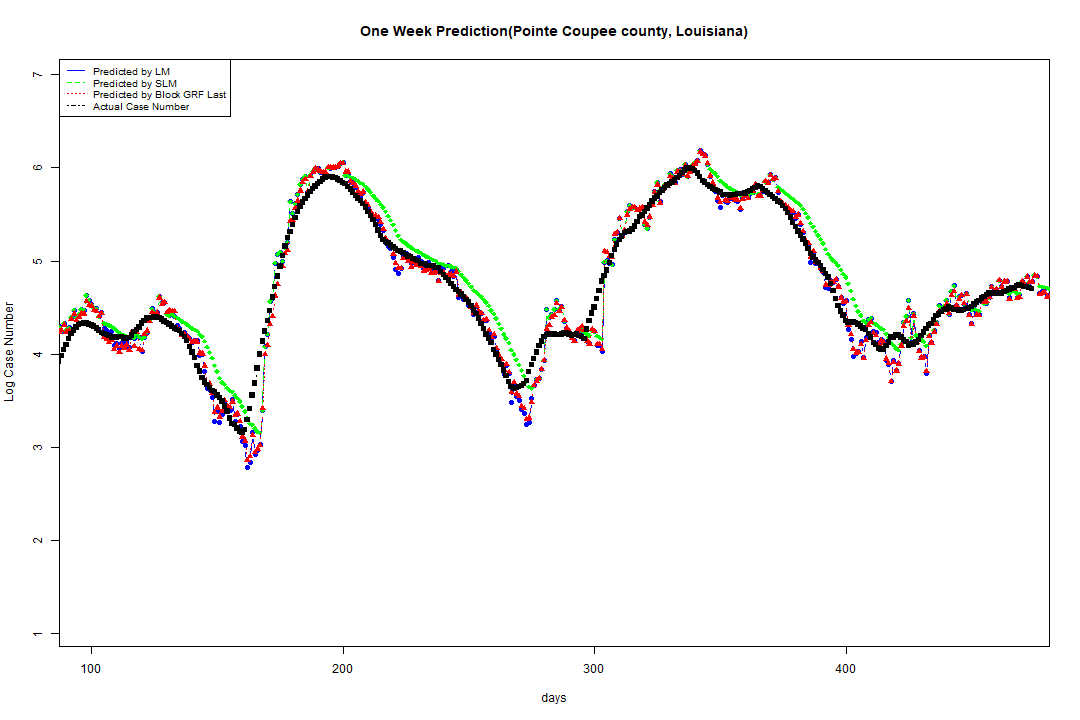 One Week Prediction(Pointe Coupee county, Louisiana)
Predicted by LM
Predicted by SLM
Predicted by Block GRF Last
Actual Case Number
7
6
5
4
3
2
1
Log Case Number
100 200 300 400
days